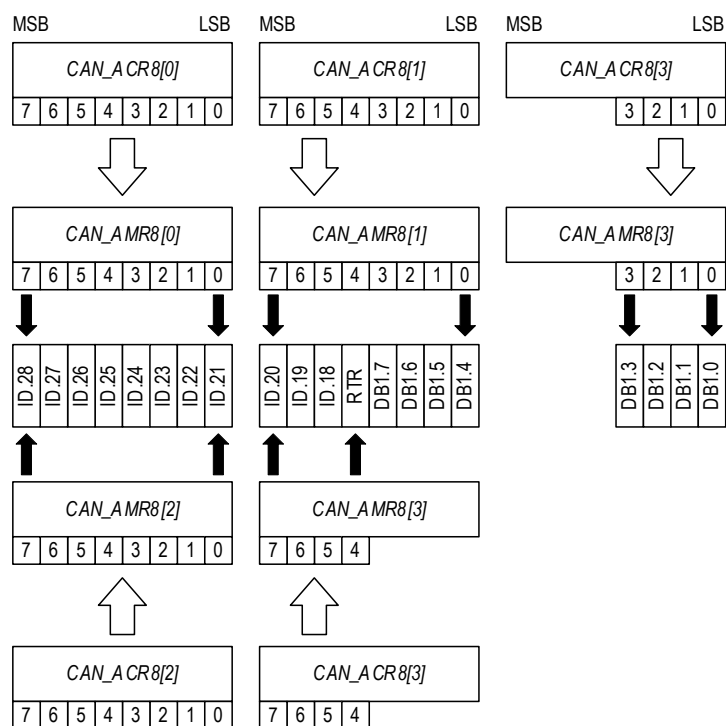 MSB LSB MSB LSB MSB LSB
CAN_ACR8[0] CAN_ACR8[1] CAN_ACR8[3]
7 6 5 4 3 2 1 0 7 6 5 4 3 2 1 0 3 2 1 0
CAN_AMR8[0] CAN_AMR8[1] CAN_AMR8[3]
7 6 5 4 3 2 1 0 7 6 5 4 3 2 1 0 3 2 1 0
ID.28 ID.27 ID.26 ID.25 ID.24 ID.23 ID.22 ID.21 ID.20 ID.19 ID.18 RTR DB1.7 DB1.6 DB1.5 DB1.4 DB1.3 DB1.2 DB1.1 DB1.0
CAN_AMR8[2] CAN_AMR8[3]
7 6 5 4 3 2 1 0 7 6 5 4
CAN_ACR8[2] CAN_ACR8[3]
7 6 5 4 3 2 1 0 7 6 5 4